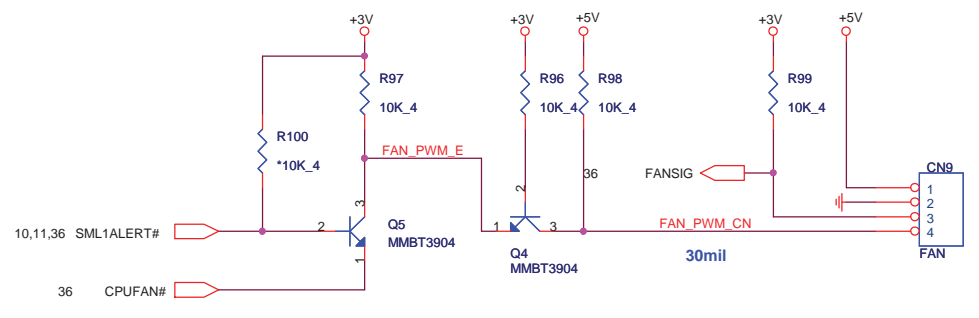 +3V
+3V
+5V
+3V
+5V
R97
10K_4
R96
10K_4
R98
10K_4
R99
10K_4
R100
*10K_4
FAN_PWM_E
FANSIG
36
2
CN9
1
2
3
4
FAN
3
2
1
Q5
MMBT3904
10,11,36 SML1ALERT#
1
3
Q4
MMBT3904
FAN_PWM_CN
30mil
36 CPUFAN#